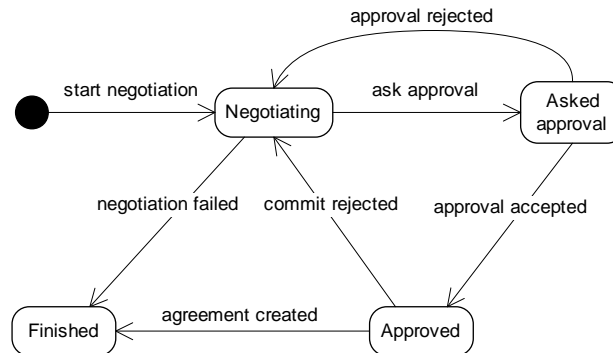 approval rejected
start negotiation
ask approval
Negotiating
Asked
approval
negotiation failed
commit rejected
approval accepted
agreement created
Finished
Approved